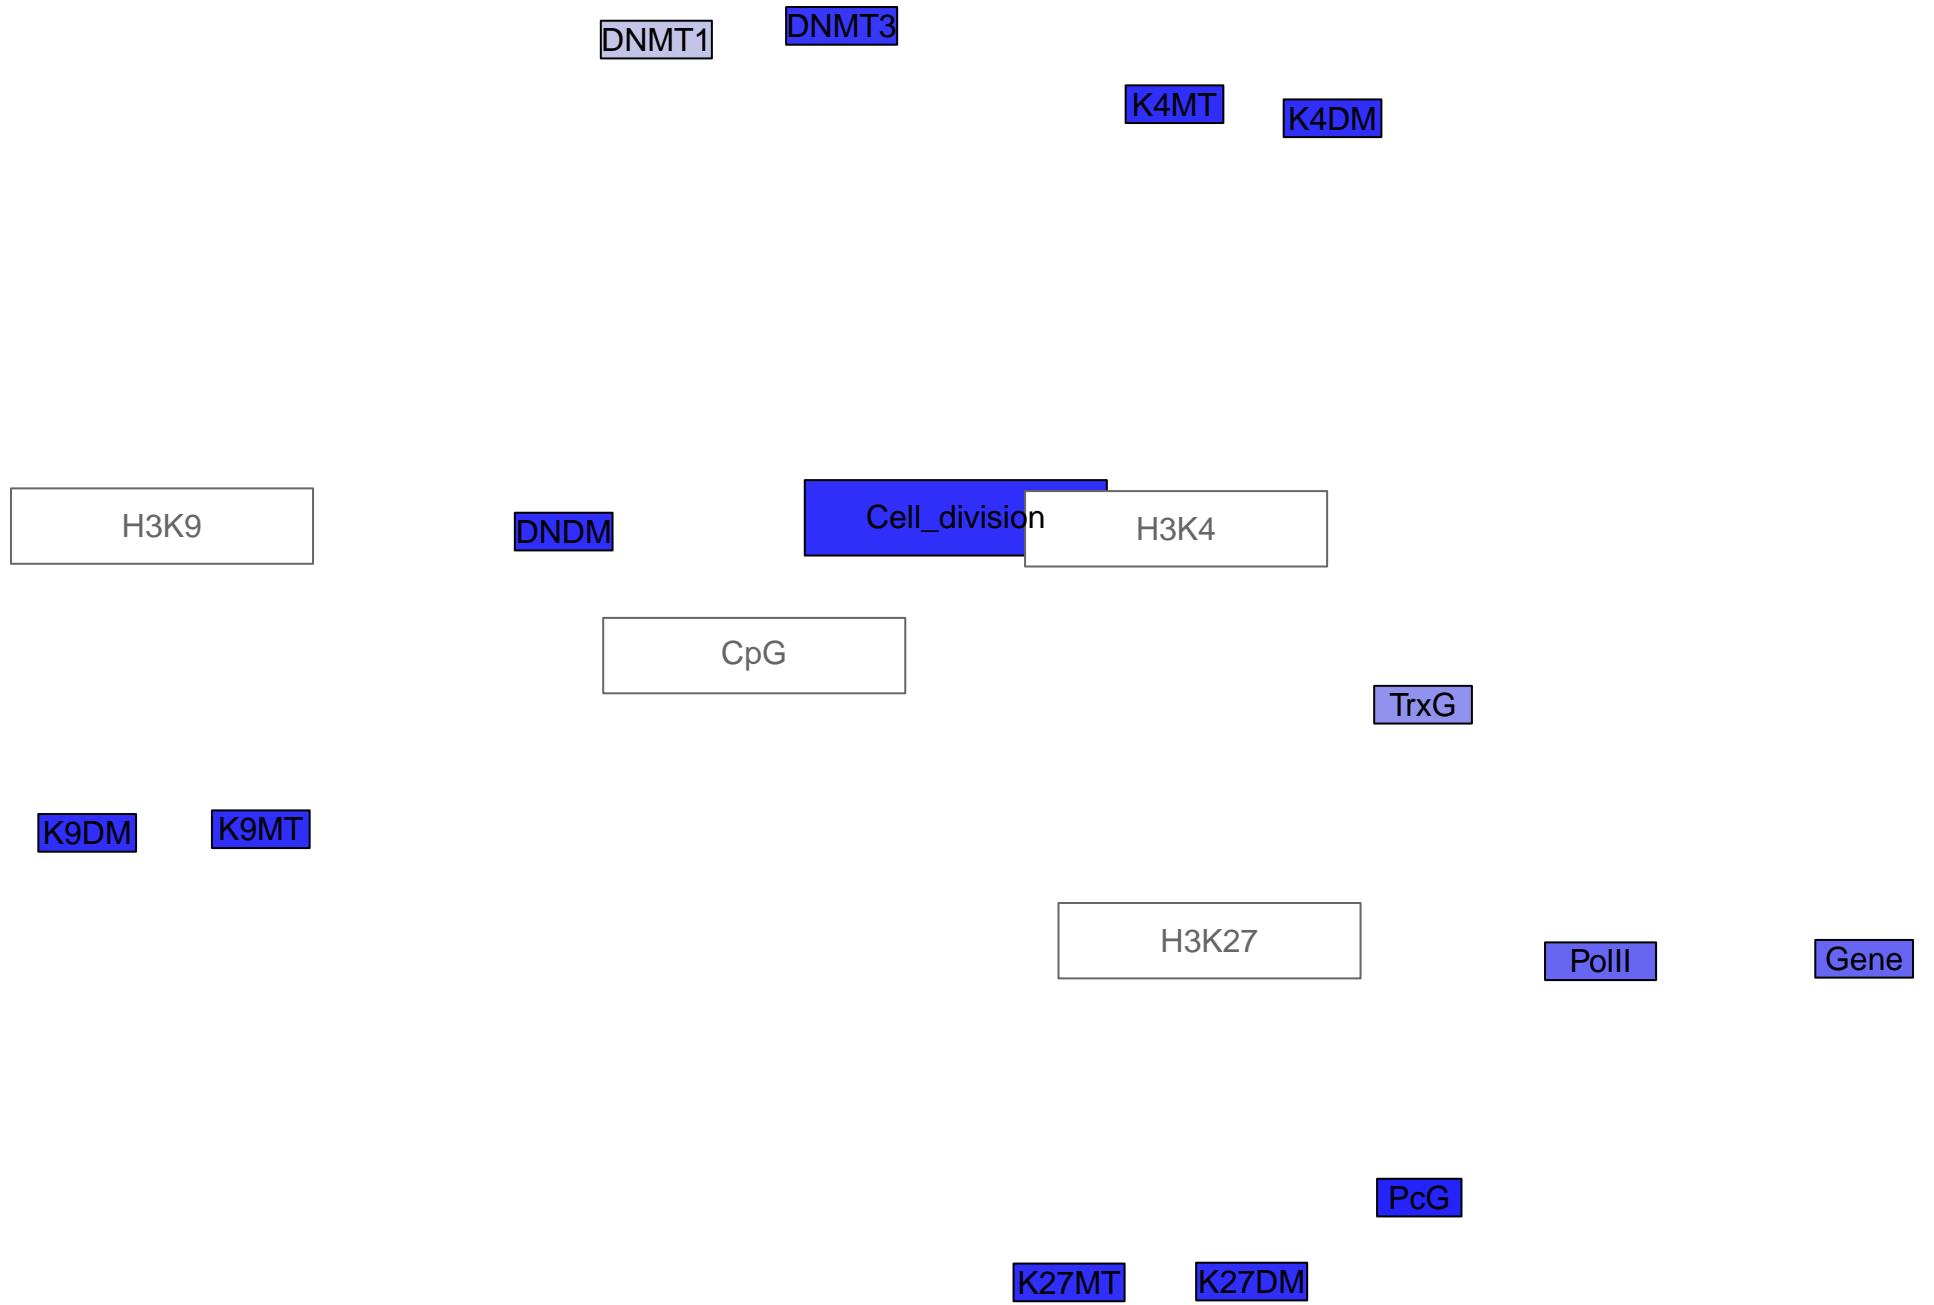 DNMT1
DNMT3
K4MT
K4DM
H3K9
DNDM
Cell_division
H3K4
CpG
TrxG
K9DM
K9MT
H3K27
PolII
Gene
PcG
K27MT
K27DM